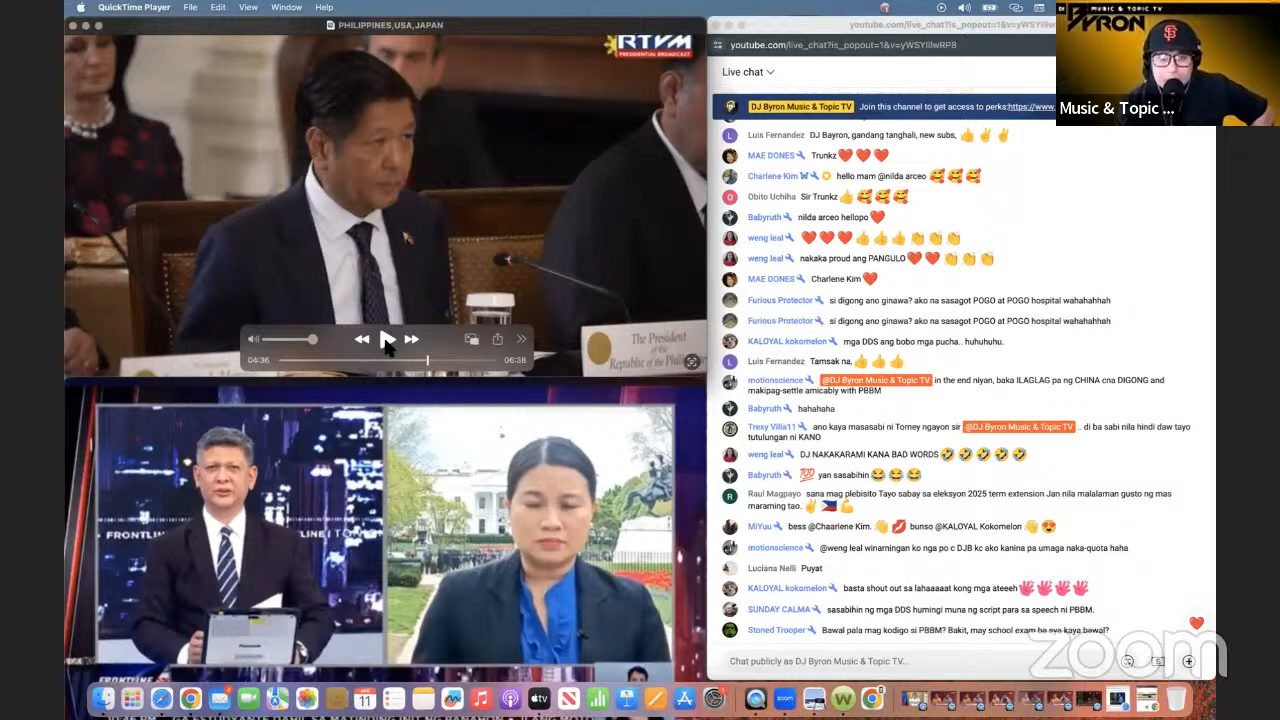 QuickTime Player File Edit View Window Help
PHILIPPINES,USA,JAPAN
RTVM
PRESIDENTIAL BROADCAST
The President
of the
Republic of the Philippines
04:36
06:38
FRONTLINE
LINE TONI
youtube.com/live_chat?is_popout=1&v=yWSYIilwRP8
Live chat
DJ Byron Music & Topic TV Join this channel to get access to perks:https://www.
Luis Fernandez DJ Bayron, gandang tanghali, new subs, 👍 ✌ ✌
MAE DONES Trunkz❤️ ❤️ ❤️
Charlene Kim hello mam @nilda arceo 🥰 🥰 🥰
Obito Uchiha Sir Trunkz👍 🥰 🥰 🥰
Babyruth nilda arceo hellopo❤️
weng leal ❤️ ❤️ ❤️ 👍 👍 👍 👏 👏 👏
weng leal nakaka proud ang PANGULO❤️ ❤️ 👏 👏 👏
MAE DONES Charlene Kim❤️
Furious Protector si digong ano ginawa? ako na sasagot POGO at POGO hospital wahahahhah
Furious Protector si digong ano ginawa? ako na sasagot POGO at POGO hospital wahahahhah
KALOYAL kokomelon mga DDS ang bobo mga pucha.. huhuhuhu.
Luis Fernandez Tamsak na, 👍 👍 👍
motionscience @DJ Byron Music & Topic TV in the end niyan, baka ILAGLAG pa ng CHINA cna DIGONG and
makipag-settle amicably with PBBM
Babyruth hahahaha
Trexy Villa11 ano kaya masasabi ni Torney ngayon sir @DJ Byron Music & Topic TV .. di ba sabi nila hindi daw tayo
tutulungan ni KANO
weng leal DJ NAKAKARAMI KANA BAD WORDS🤣 🤣 🤣 🤣 🤣
Babyruth 💯 yan sasabihin😂 😂 😂
Raul Magpayo sana mag plebisito Tayo sabay sa eleksyon 2025 term extension Jan nila malalaman gusto ng mas
maraming tao. ✌ 🇵🇭 💪
MiYuu bess @Chaarlene Kim. 👋 💋 bunso @KALOYAL Kokomelon 👋 😍
motionscience @weng leal winarningan ko nga po c DJB kc ako kanina pa umaga naka-quota haha
Luciana Nelli Puyat
KALOYAL kokomelon basta shout out sa lahaaaaat kong mga ateeeh
SUNDAY CALMA sasabihin ng mga DDS humingi muna ng script para sa speech ni PBBM.
Stoned Trooper Bawal pala mag kodigo si PBBM? Bakit, may school exam ba sya kaya bawal?
Chat publicly as DJ Byron Music & Topic TV...
MUSIC & TOPIC TV
BYRON
Music & Topic ...
zoom
tv
zoom
11